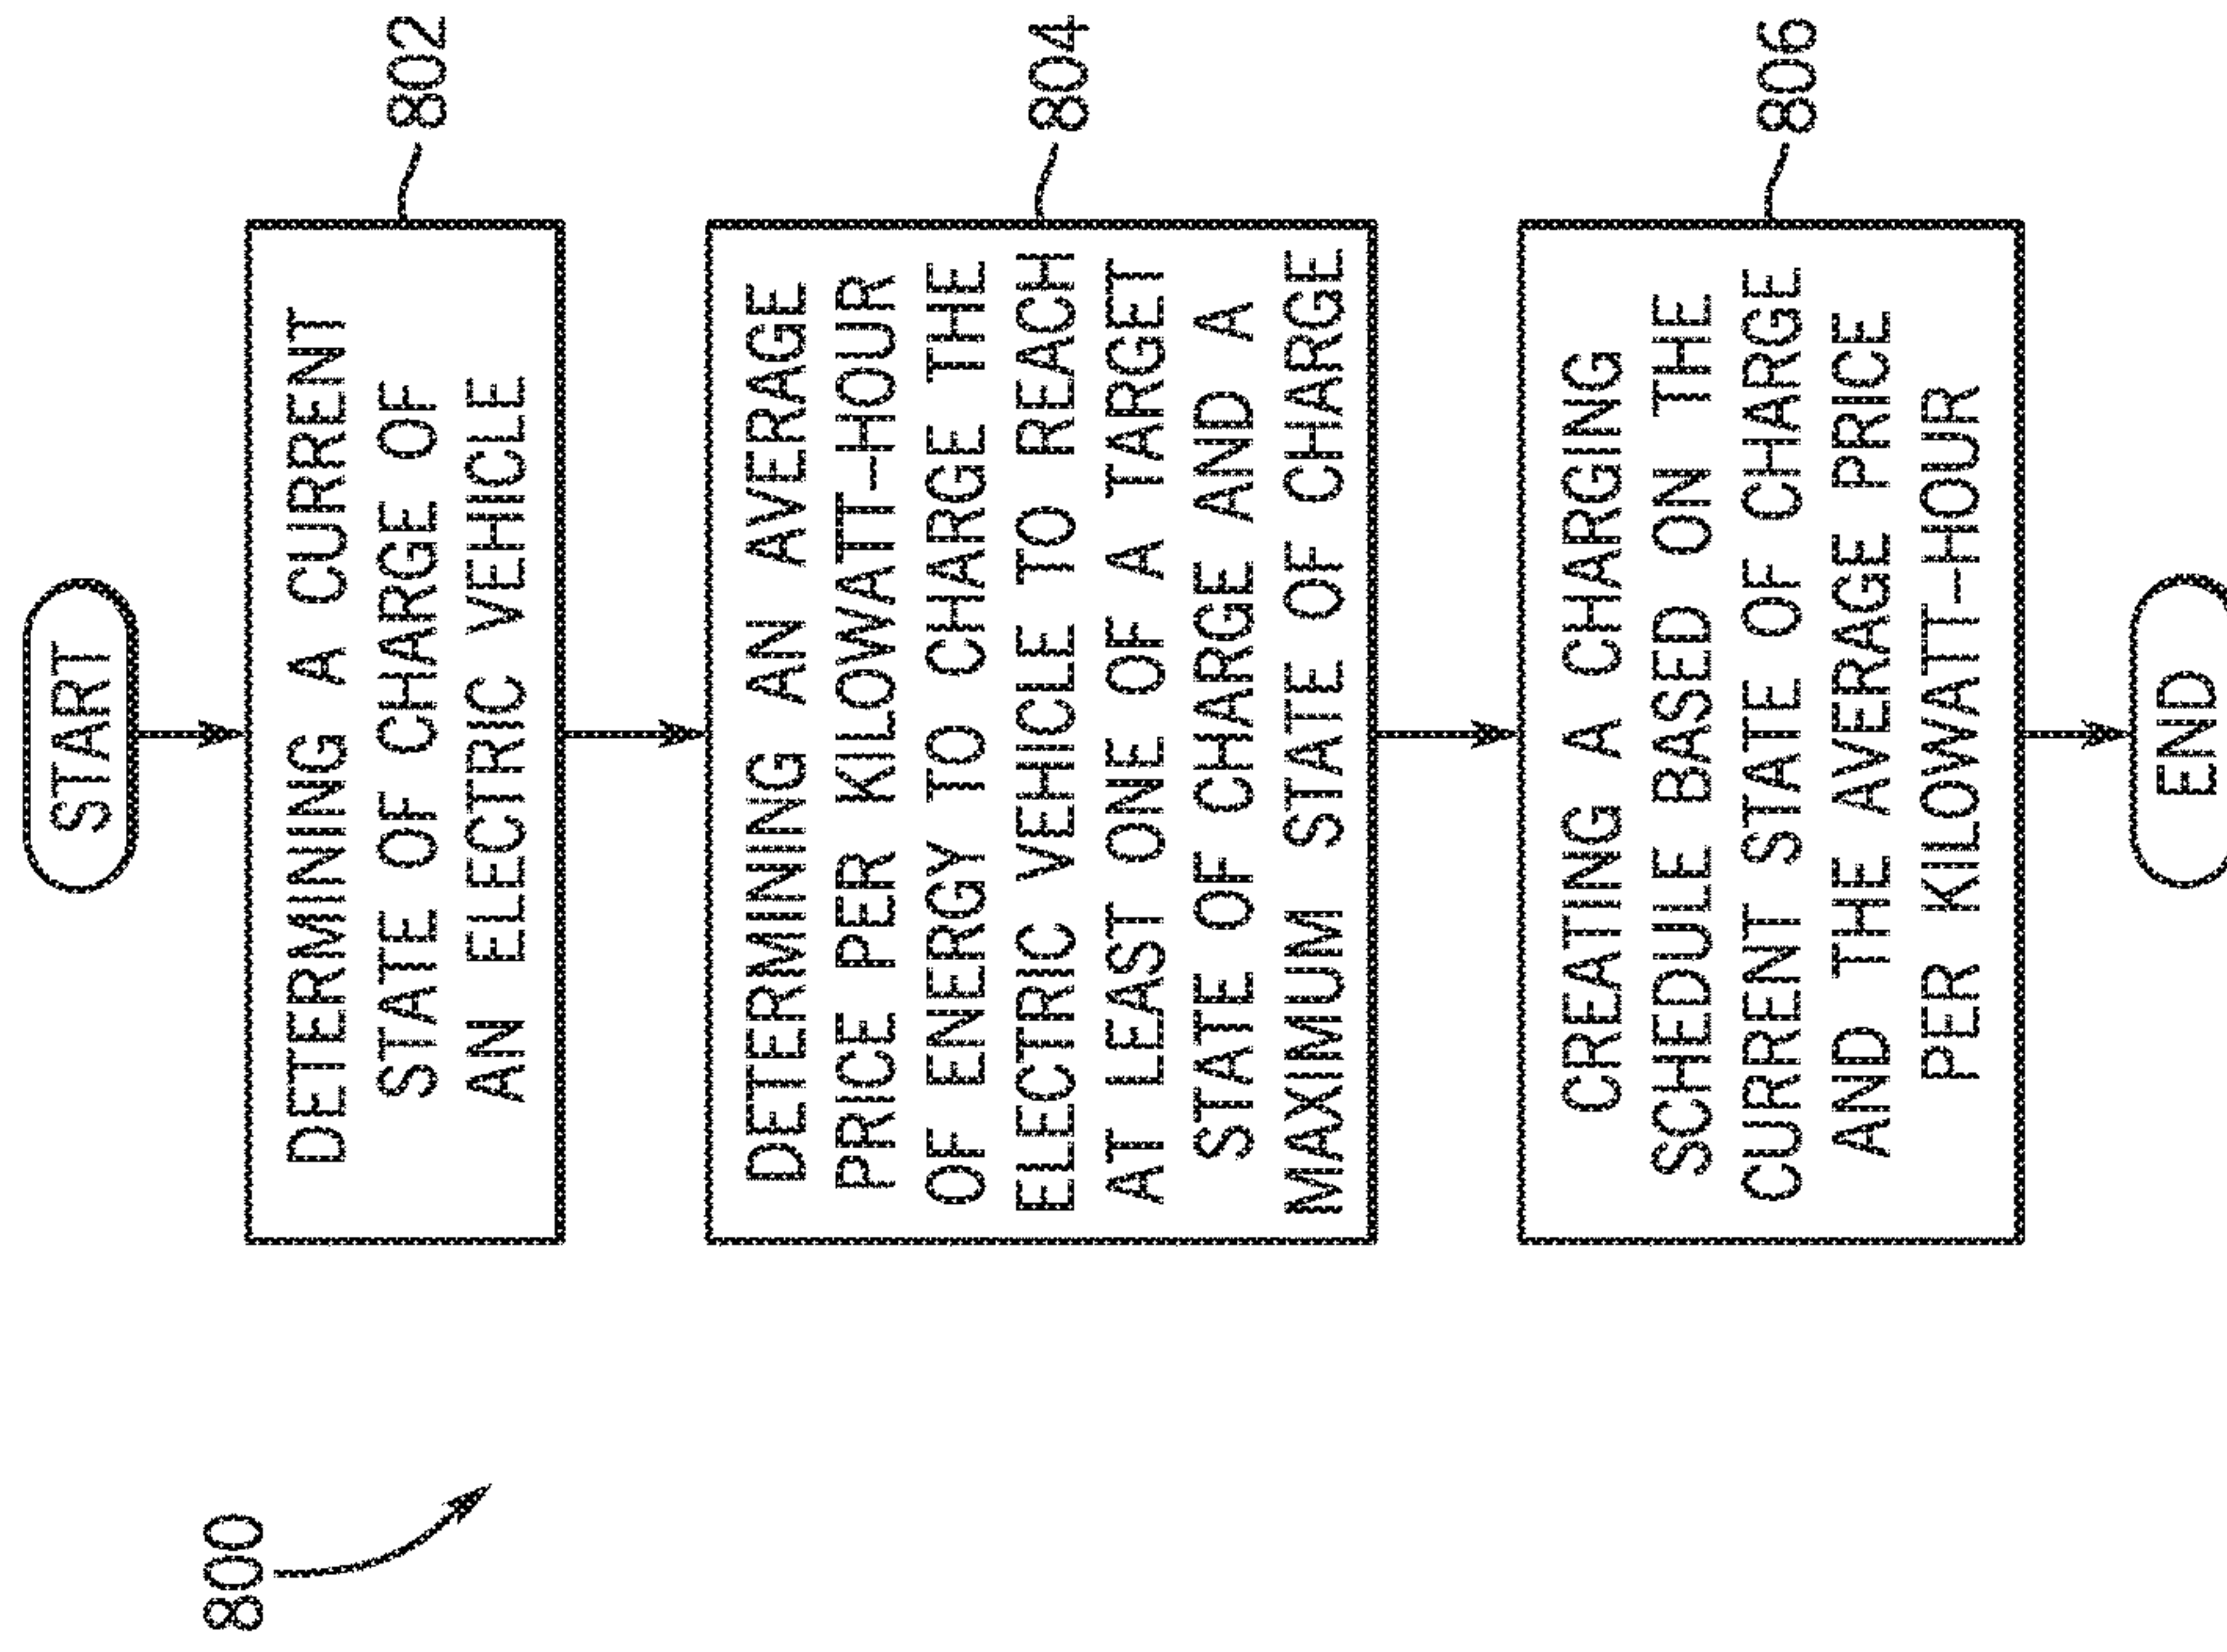 800
START
DETERMINING A CURRENT
STATE OF CHARGE OF
AN ELECTRIC VEHICLE
802
DETERMINING AN AVERAGE
PRICE PER KILOWATT-HOUR
OF ENERGY TO CHARGE THE
ELECTRIC VEHICLE TO REACH
AT LEAST ONE OF A TARGET
STATE OF CHARGE AND A
MAXIMUM STATE OF CHARGE
804
CREATING A CHARGING
SCHEDULE BASED ON THE
CURRENT STATE OF CHARGE
AND THE AVERAGE PRICE
PER KILOWATT-HOUR
806
END